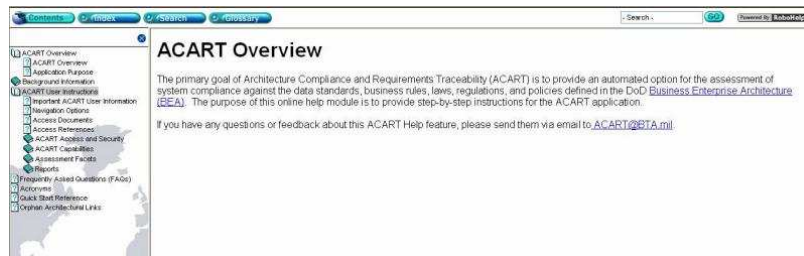 Contents
Index
Search
Glossary
- Search -
GO
Powered By RoboHelp
ACART Overview
ACART Overview
Application Purpose
Background Information
ACART User Instructions
Important ACART User Information
Navigation Options
Access Documents
Access References
ACART Access and Security
ACART Capabilities
Assessment Facets
Reports
Frequently Asked Questions (FAQs)
Acronyms
Quick Start Reference
Orphan Architectural Links
ACART Overview
The primary goal of Architecture Compliance and Requirements Traceability (ACART) is to provide an automated option for the assessment of
system compliance against the data standards, business rules, laws, regulations, and policies defined in the DoD Business Enterprise Architecture
(BEA). The purpose of this online help module is to provide step-by-step instructions for the ACART application.
If you have any questions or feedback about this ACART Help feature, please send them via email to ACART@BTA.mil.